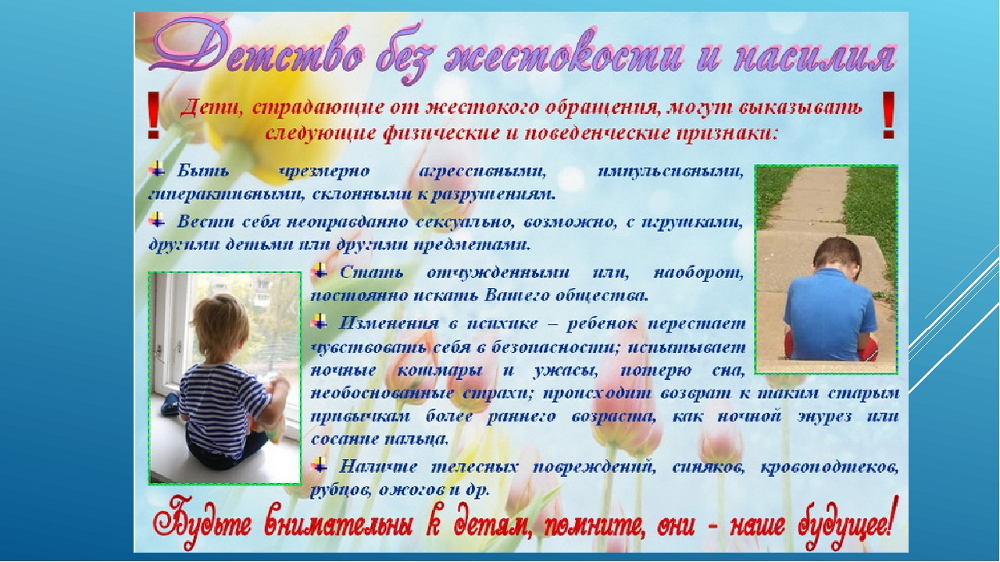 Детство без жестокости и насилия
! Дети, страдающие от жестокого обращения, могут выказывать !
следующие физические и поведенческие признаки:
Быть чрезмерно агрессивными, импульсивными,
гиперактивными, склонными к разрушениям.
Вести себя неоправданно сексуально, возможно, с игрушками,
другими детьми или другими предметами.
Стать отчужденными или, наоборот,
постоянно искать Вашего общества.
Изменения в психике – ребенок перестает
чувствовать себя в безопасности; испытывает
ночные кошмары и ужасы, потерю сна,
необоснованные страхи; происходит возврат к таким старым
привычкам более раннего возраста, как ночной энурез или
сосание пальца.
Наличие телесных повреждений, синяков, кровоподтеков,
рубцов, ожогов и др.
Будьте внимательны к детям, помните, они - наше будущее!